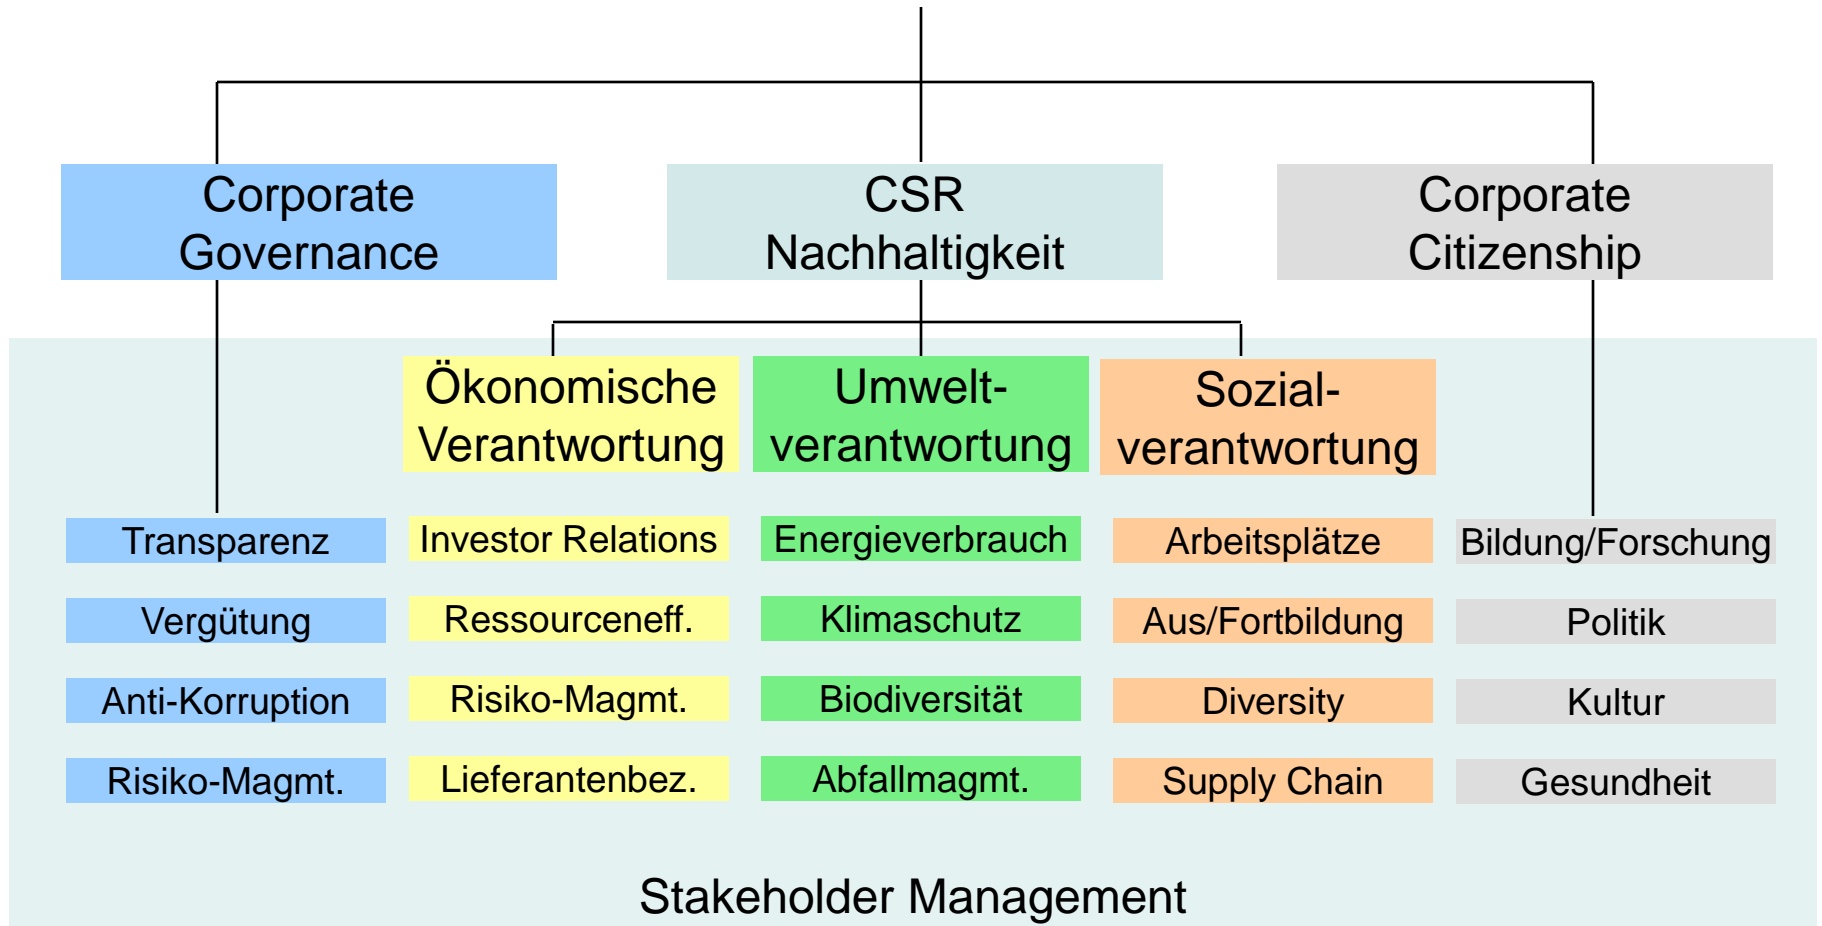 Corporate
Governance
CSR
Nachhaltigkeit
Corporate
Citizenship
Ökonomische
Verantwortung
Umwelt-
verantwortung
Sozial-
verantwortung
Transparenz
Investor Relations
Energieverbrauch
Arbeitsplätze
Bildung/Forschung
Vergütung
Ressourceneff.
Klimaschutz
Aus/Fortbildung
Politik
Anti-Korruption
Risiko-Magmt.
Biodiversität
Diversity
Kultur
Risiko-Magmt.
Lieferantenbez.
Abfallmagmt.
Supply Chain
Gesundheit
Stakeholder Management